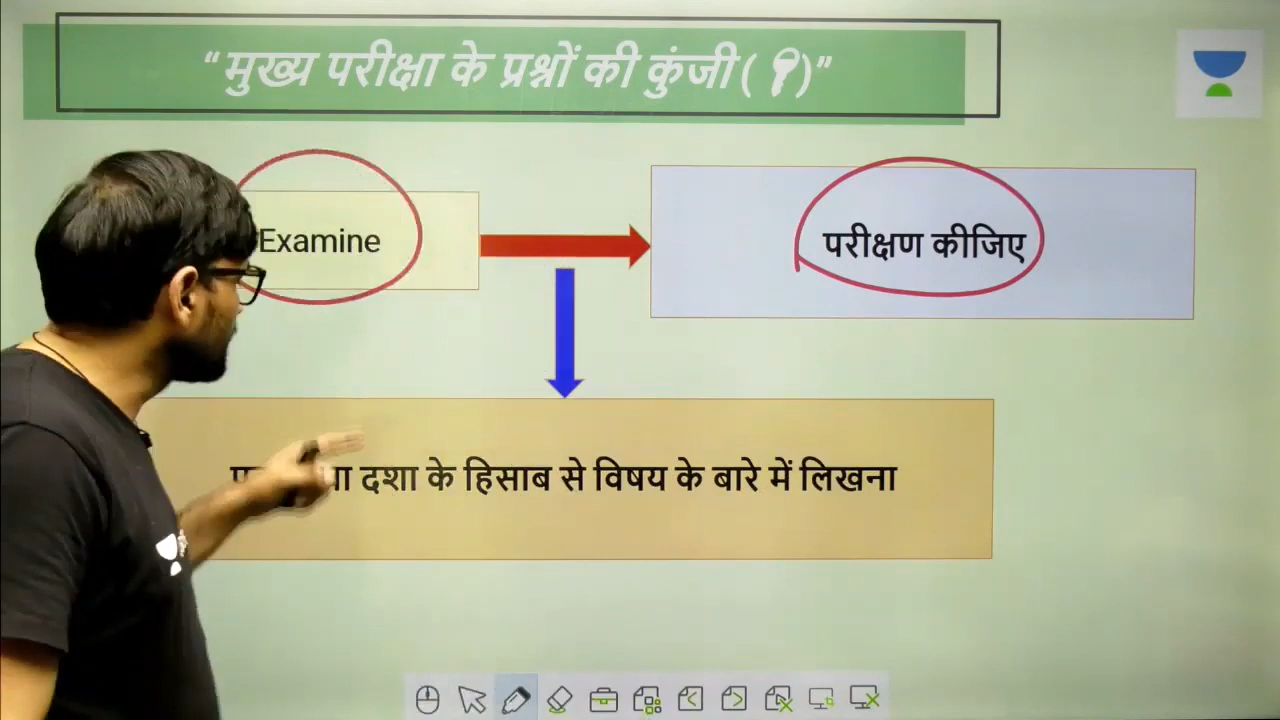 “मुख्य परीक्षा के प्रश्नों की कुंजी ( )”
Examine
परीक्षण कीजिए
दशा के हिसाब से विषय के बारे में लिखना